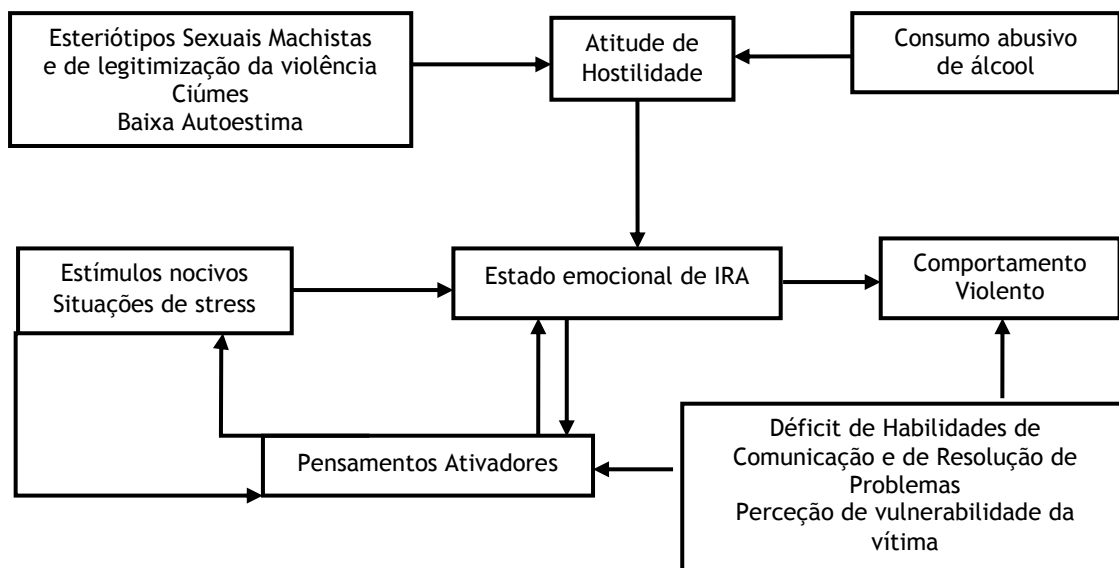 Esteriótipos Sexuais Machistas
e de legitimização da violência
Ciúmes
Baixa Autoestima
Atitude de
Hostilidade
Consumo abusivo
de álcool
Estímulos nocivos
Situações de stress
Estado emocional de IRA
Comportamento
Violento
Pensamentos Ativadores
Déficit de Habilidades de
Comunicação e de Resolução de
Problemas
Perceção de vulnerabilidade da
vítima